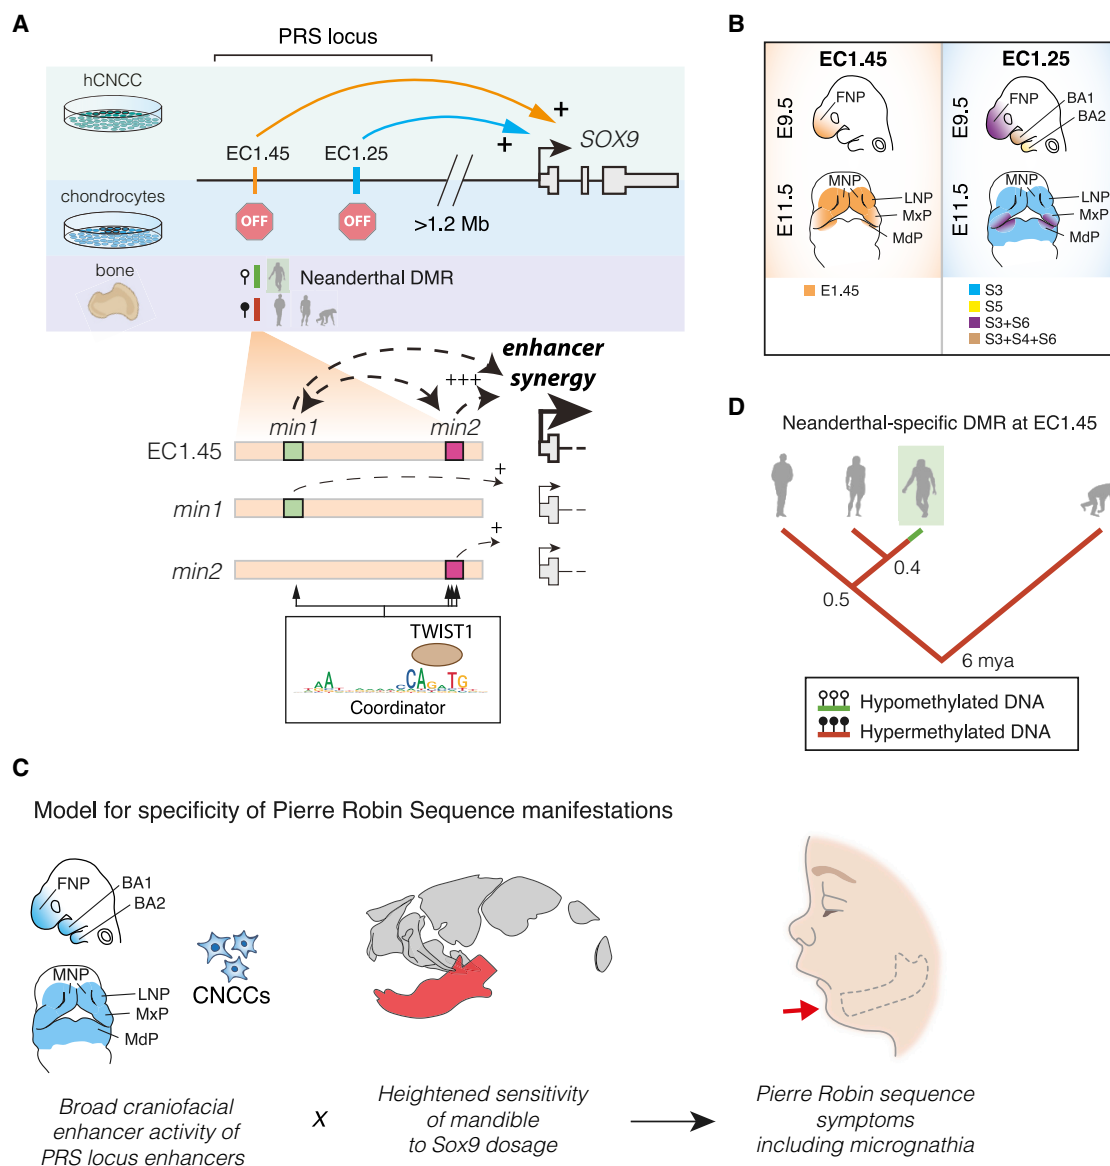 A
PRS locus
hCNCC
+
+
SOX9
EC1.45
EC1.25
chondrocytes
OFF
OFF
>1.2 Mb
bone
Neanderthal DMR
enhancer
synergy
+++
min1
min2
EC1.45
+
min1
+
min2
TWIST1
Coordinator
B
EC1.45
EC1.25
E9.5
FNP
E9.5
FNP
BA1
BA2
E11.5
MNP
LNP
MxP
MdP
E11.5
MNP
LNP
MxP
MdP
E1.45
S3
S5
S3+S6
S3+S4+S6
D
Neanderthal-specific DMR at EC1.45
0.4
0.5
6 mya
Hypomethylated DNA
Hypermethylated DNA
C
Model for specificity of Pierre Robin Sequence manifestations
FNP
BA1
BA2
MNP
LNP
MxP
MdP
CNCCs
Broad craniofacial
enhancer activity of
PRS locus enhancers
X
Heightened sensitivity
of mandible
to Sox9 dosage
Pierre Robin sequence
symptoms
including micrognathia